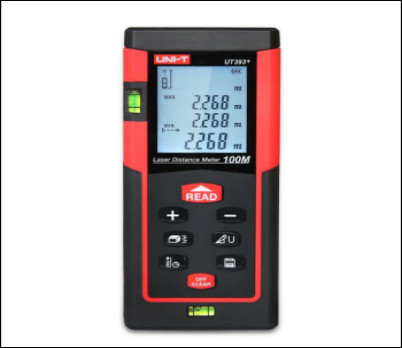 UNI-T UT393+
m
MAX 2.268 m
2.268 m
MIN
2.268 m
Laser Distance Meter 100M
READ
+ −
U
OFF
CLEAR